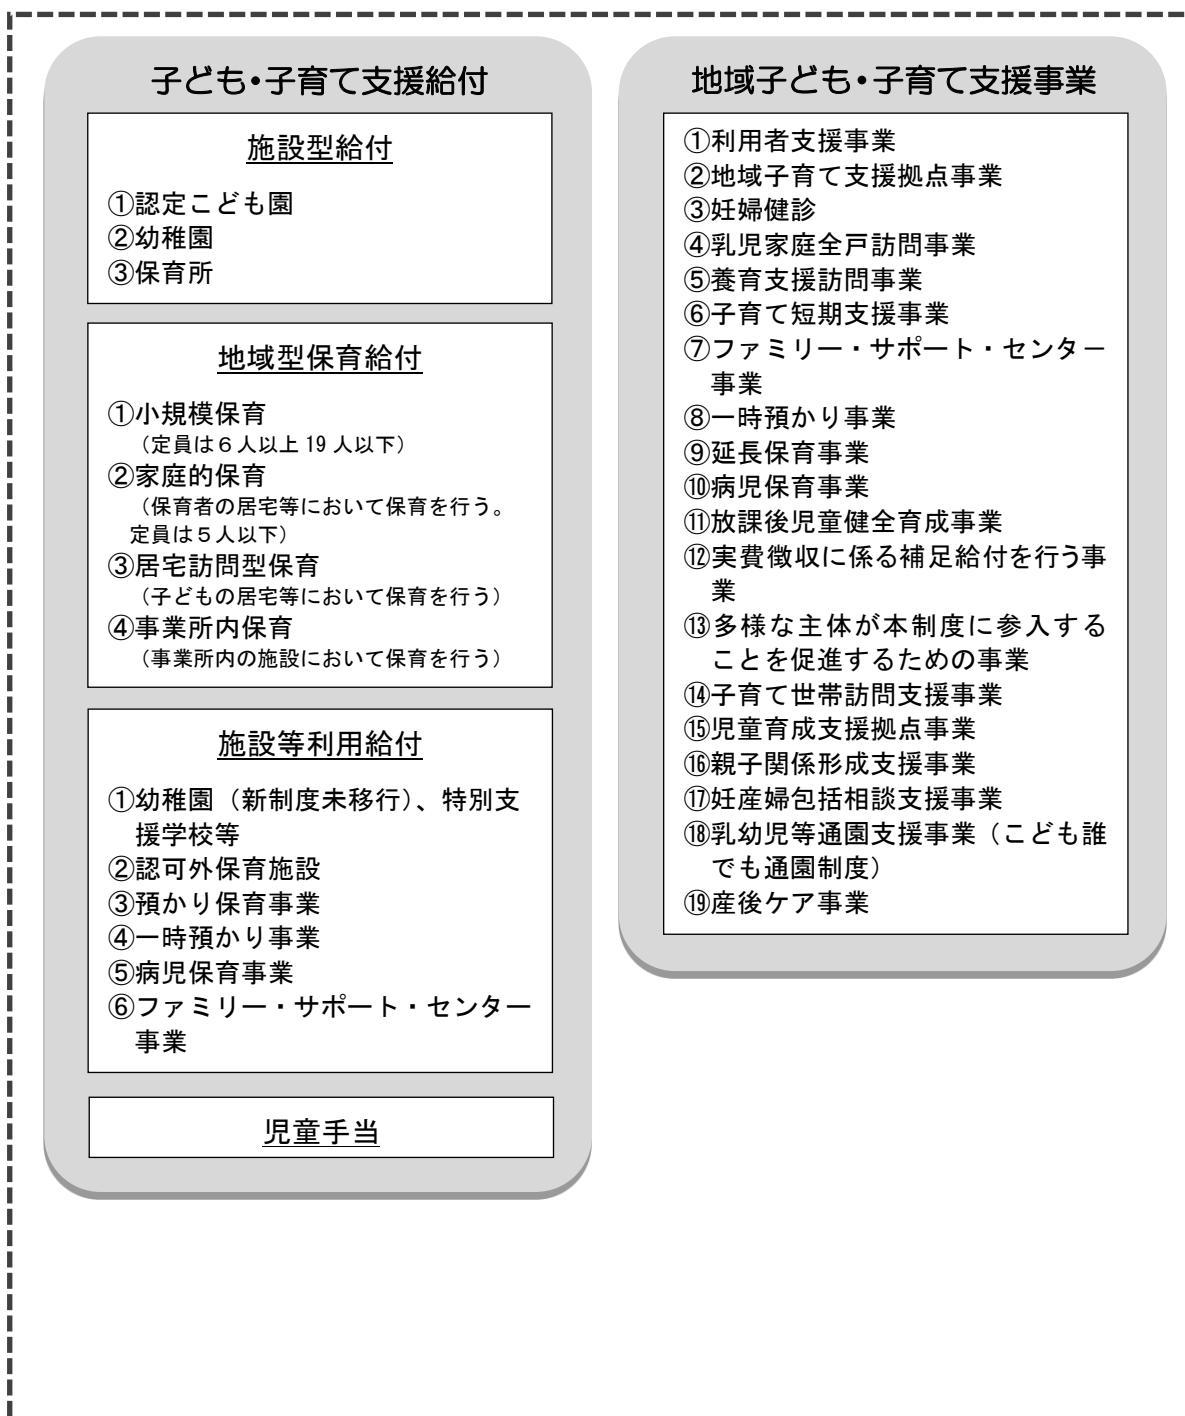 子ども・子育て支援給付
施設型給付
①認定こども園
②幼稚園
③保育所
地域型保育給付
①小規模保育
（定員は６人以上 19 人以下）
②家庭的保育
（保育者の居宅等において保育を行う。
定員は５人以下）
③居宅訪問型保育
（子どもの居宅等において保育を行う）
④事業所内保育
（事業所内の施設において保育を行う）
施設等利用給付
①幼稚園（新制度未移行）、特別支
援学校等
②認可外保育施設
③預かり保育事業
④一時預かり事業
⑤病児保育事業
⑥ファミリー・サポート・センター
事業
児童手当
地域子ども・子育て支援事業
①利用者支援事業
②地域子育て支援拠点事業
③妊婦健診
④乳児家庭全戸訪問事業
⑤養育支援訪問事業
⑥子育て短期支援事業
⑦ファミリー・サポート・センター
事業
⑧一時預かり事業
⑨延長保育事業
⑩病児保育事業
⑪放課後児童健全育成事業
⑫実費徴収に係る補足給付を行う事
業
⑬多様な主体が本制度に参入する
ことを促進するための事業
⑭子育て世帯訪問支援事業
⑮児童育成支援拠点事業
⑯親子関係形成支援事業
⑰妊産婦包括相談支援事業
⑱乳幼児等通園支援事業（こども誰
でも通園制度）
⑲産後ケア事業